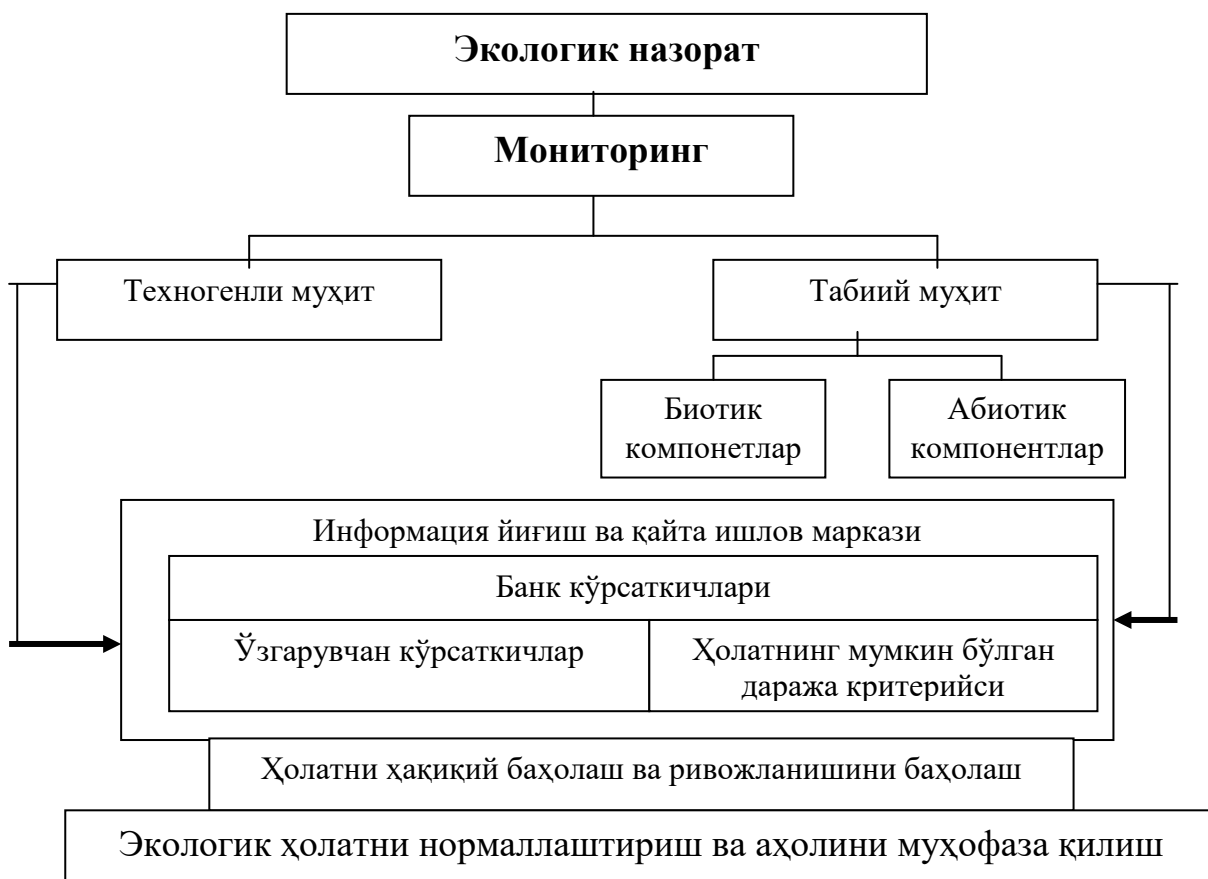 Экологик назорат
Мониторинг
Техногенли муҳит
Табиий муҳит
Биотик
компонетлар
Абиотик
компонентлар
Информация йиғиш ва қайта ишлов маркази
Банк кўрсаткичлари
Ўзгарувчан кўрсаткичлар
Ҳолатнинг мумкин бўлган
даража критерийси
Ҳолатни ҳақиқий баҳолаш ва ривожланишини баҳолаш
Экологик ҳолатни нормаллаштириш ва аҳолини муҳофаза қилиш